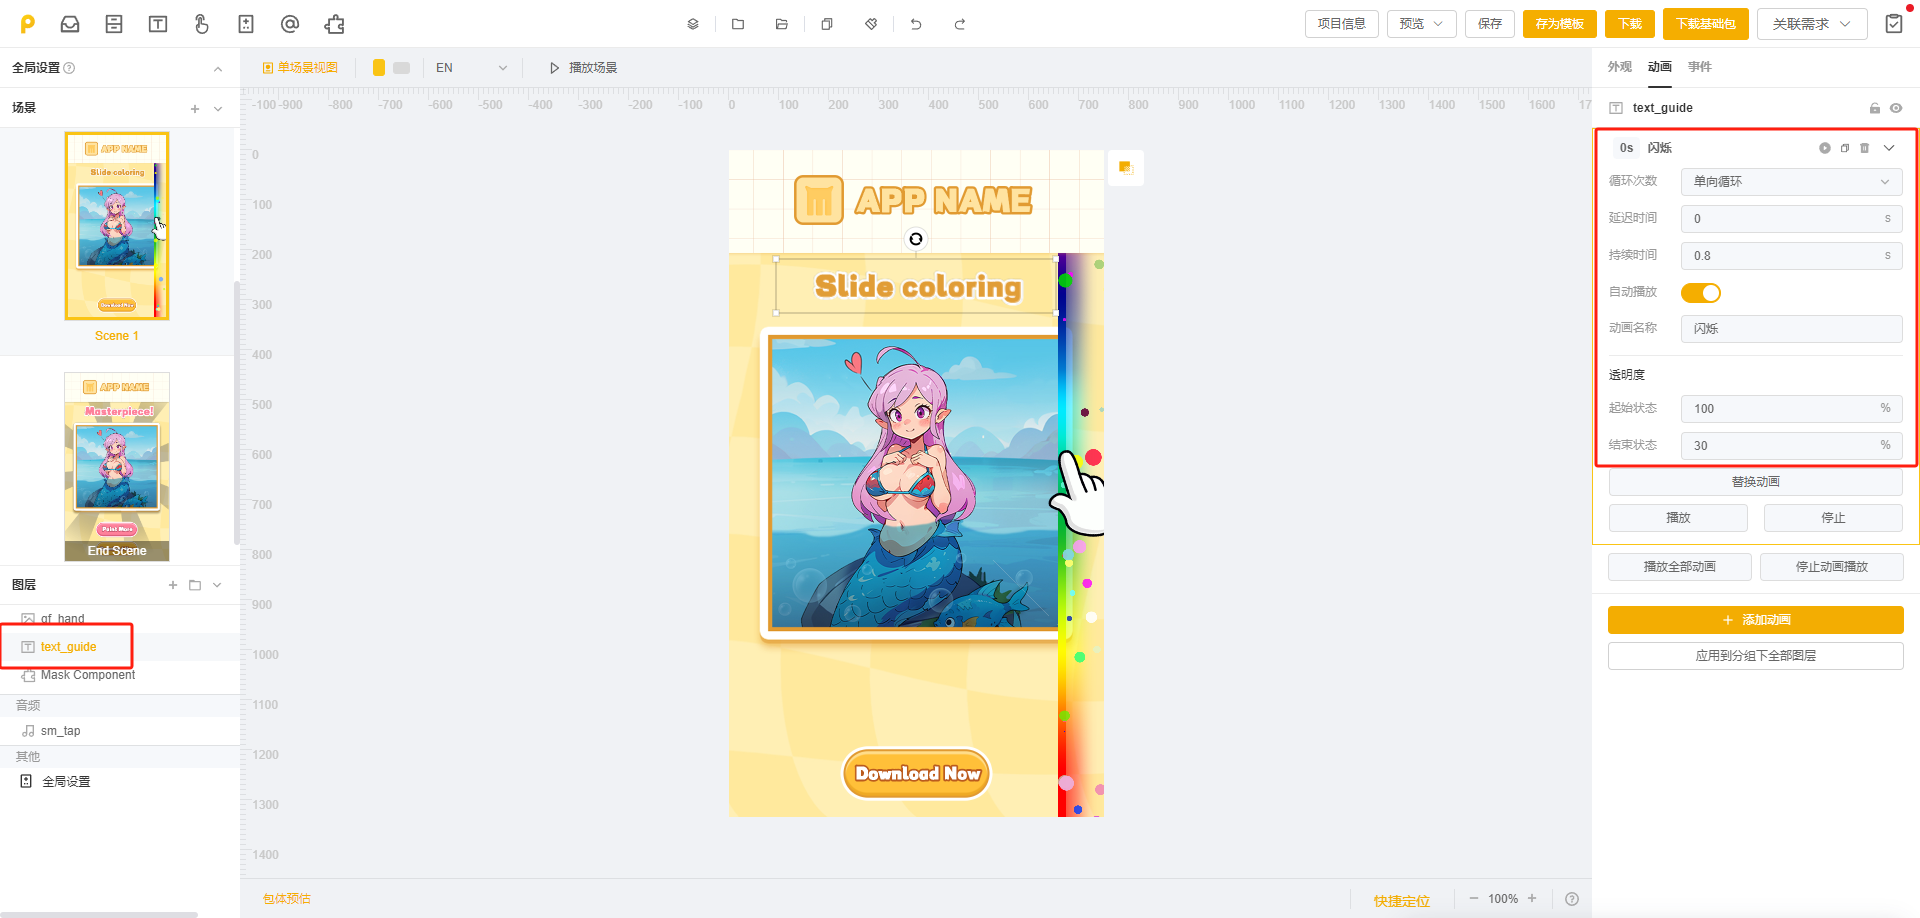 项目信息
预览
保存
存为模板
下载
下载基础包
关联需求
全局设置
单场景视图
EN
播放场景
外观
动画
事件
场景
-100 -900 -800 -700 -600 -500 -400 -300 -200 -100 0 100 200 300 400 500 600 700 800 900 1000 1100 1200 1300 1400 1500 1600 17
text_guide
APP NAME
Slide coloring
Download Now
Scene 1
APP NAME
Masterpiece!
Paint More
End Scene
图层
gf_hand
text_guide
Mask Component
音频
sm_tap
其他
全局设置
0
100
200
300
400
500
600
700
800
900
1000
1100
1200
1300
1400
APP NAME
Slide coloring
Download Now
0s 闪烁
循环次数 单向循环
延迟时间 0 s
持续时间 0.8 s
自动播放
动画名称 闪烁
透明度
起始状态 100 %
结束状态 30 %
替换动画
播放 停止
播放全部动画 停止动画播放
+ 添加动画
应用到分组下全部图层
包体预估
快捷定位
100%